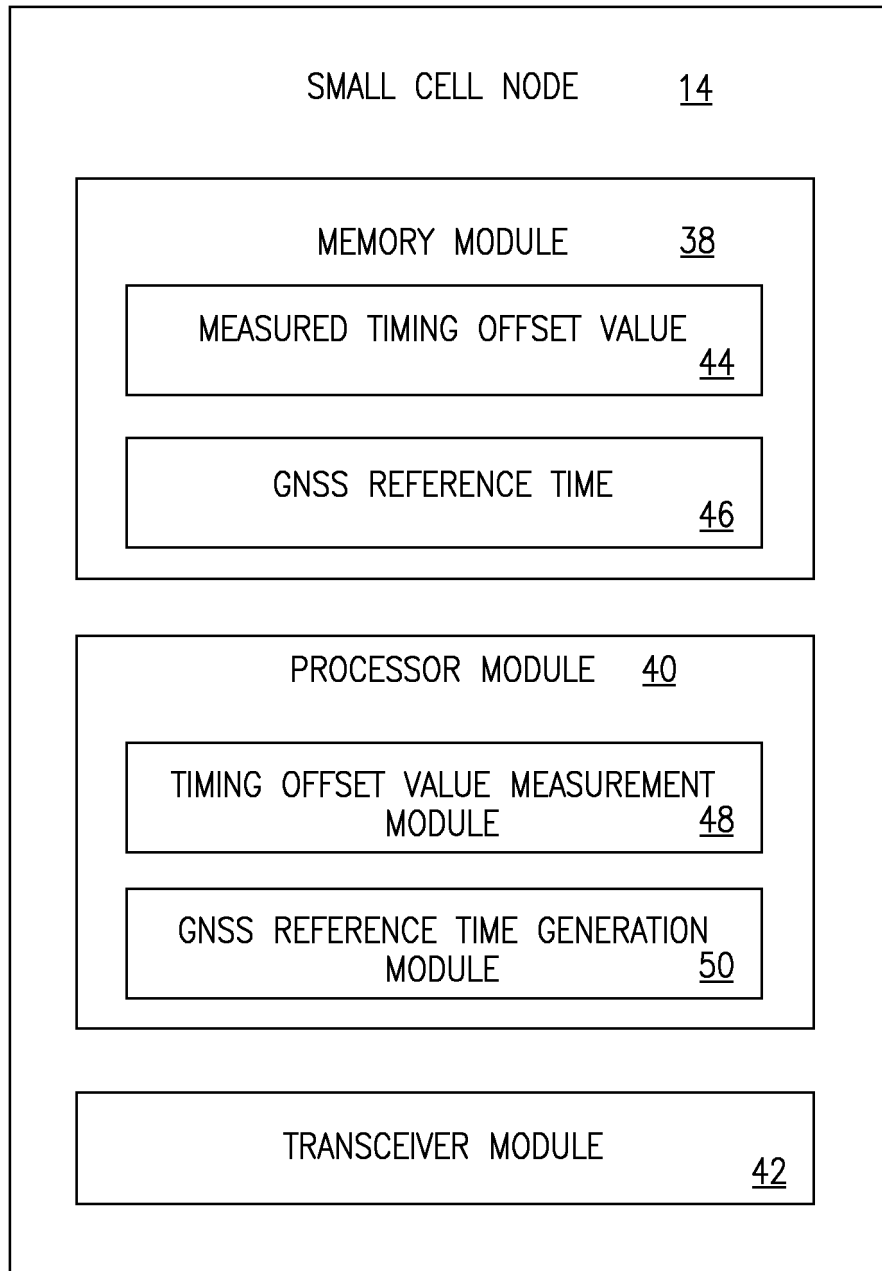 SMALL CELL NODE 14
MEMORY MODULE 38
MEASURED TIMING OFFSET VALUE
44
GNSS REFERENCE TIME
46
PROCESSOR MODULE 40
TIMING OFFSET VALUE MEASUREMENT
MODULE 48
GNSS REFERENCE TIME GENERATION
MODULE 50
TRANSCEIVER MODULE
42